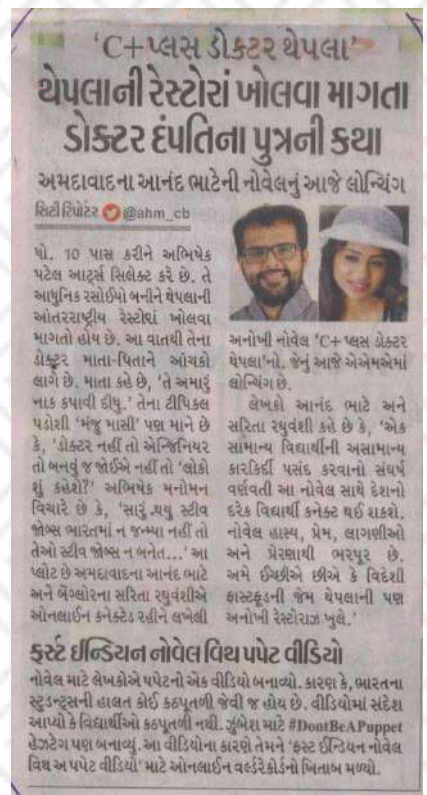 ‘C+પ્લસ ડોક્ટર થેપલા’
થેપલાની રેસ્ટોરાં ખોલવા માગતા
ડોક્ટર દંપતિના પુત્રની કથા
અમદાવાદના આનંદ ભાટેની નોવેલનું આજે લોન્ચિંગ
સિટી રિપોર્ટર @ahm_cb
ધો. 10 પાસ કરીને અભિષેક
પટેલ આર્ટ્સ સિલેક્ટ કરે છે. તે
આધુનિક રસોઈયો બનીને થેપલાની
આંતરરાષ્ટ્રીય રેસ્ટોરાં ખોલવા
માગતો હોય છે. આ વાતથી તેના
ડોક્ટર માતા-પિતાને આંચકો
લાગે છે. માતા કહે છે, ‘તે અમારું
નાક કપાવી દીધુ.’ તેના ટીપિકલ
પડોશી ‘મંજુ માસી’ પણ માને છે
કે, ‘ડોક્ટર નહીં તો એન્જિનિયર
તો બનવું જ જોઈએ નહીં તો ‘લોકો
શું કહેશે?’ અભિષેક મનોમન
વિચારે છે કે, ‘સારું થયુ સ્ટીવ
જોબ્સ ભારતમાં ન જન્મ્યા નહીં તો
તેઓ સ્ટીવ જોબ્સ ન બનેત...’ આ
પ્લોટ છે અમદાવાદના આનંદ ભાટે
અને બેંગ્લોરના સરિતા રઘુવંશીએ
ઓનલાઈન કનેક્ટેડ રહીને લખેલી
અનોખી નોવેલ ‘C+ પ્લસ ડોક્ટર
થેપલા’નો. જેનું આજે એએમએમાં
લોન્ચિંગ છે.
લેખકો આનંદ ભાટે અને
સરિતા રઘુવંશી કહે છે કે, ‘એક
સામાન્ય વિદ્યાર્થીની અસામાન્ય
કારકિર્દી પસંદ કરવાનો સંઘર્ષ
વર્ણવતી આ નોવેલ સાથે દેશનો
દરેક વિદ્યાર્થી કનેક્ટ થઈ શકશે.
નોવેલ હાસ્ય, પ્રેમ, લાગણીઓ
અને પ્રેરણાથી ભરપૂર છે.
અમે ઈચ્છીએ છીએ કે વિદેશી
ફાસ્ટફૂડની જેમ થેપલાની પણ
અનોખી રેસ્ટોરાઝ ખુલે.’
ફર્સ્ટ ઈન્ડિયન નોવેલ વિથ પપેટ વીડિયો
નોવેલ માટે લેખકોએ પપેટનો એક વીડિયો બનાવ્યો. કારણ કે, ભારતના
સ્ટુડન્ટ્સની હાલત કોઈ કઠપૂતળી જેવી જ હોય છે. વીડિયોમાં સંદેશ
આપ્યો કે વિદ્યાર્થીઓ કઠપૂતળી નથી. ઝુંબેશ માટે #DontBeAPuppet
હેઝટેગ પણ બનાવ્યું. આ વીડિયોના કારણે તેમને ‘ફસ્ટ ઈન્ડિયન નોવેલ
વિથ અ પપેટ વીડિયો’ માટે ઓનલાઈન વર્લ્ડરેકોર્ડનો ખિતાબ મળ્યો.